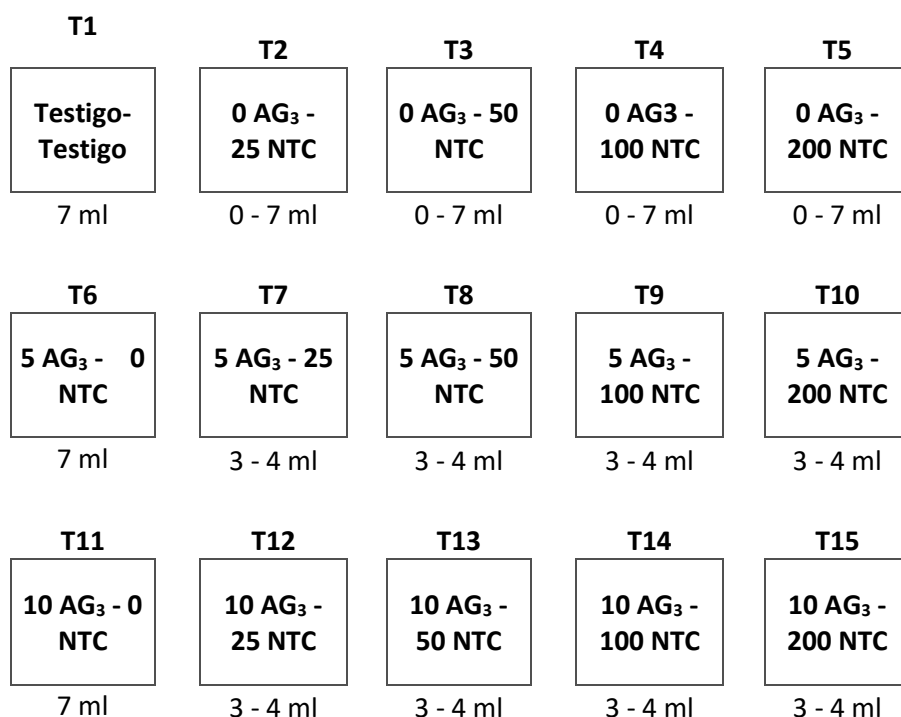 T1
T2 T3 T4 T5
Testigo-
Testigo
0 AG₃ -
25 NTC
0 AG₃ - 50
NTC
0 AG3 -
100 NTC
0 AG₃ -
200 NTC
7 ml 0 - 7 ml 0 - 7 ml 0 - 7 ml 0 - 7 ml
T6 T7 T8 T9 T10
5 AG₃ - 0
NTC
5 AG₃ - 25
NTC
5 AG₃ - 50
NTC
5 AG₃ -
100 NTC
5 AG₃ -
200 NTC
7 ml 3 - 4 ml 3 - 4 ml 3 - 4 ml 3 - 4 ml
T11 T12 T13 T14 T15
10 AG₃ - 0
NTC
10 AG₃ -
25 NTC
10 AG₃ -
50 NTC
10 AG₃ -
100 NTC
10 AG₃ -
200 NTC
7 ml 3 - 4 ml 3 - 4 ml 3 - 4 ml 3 - 4 ml